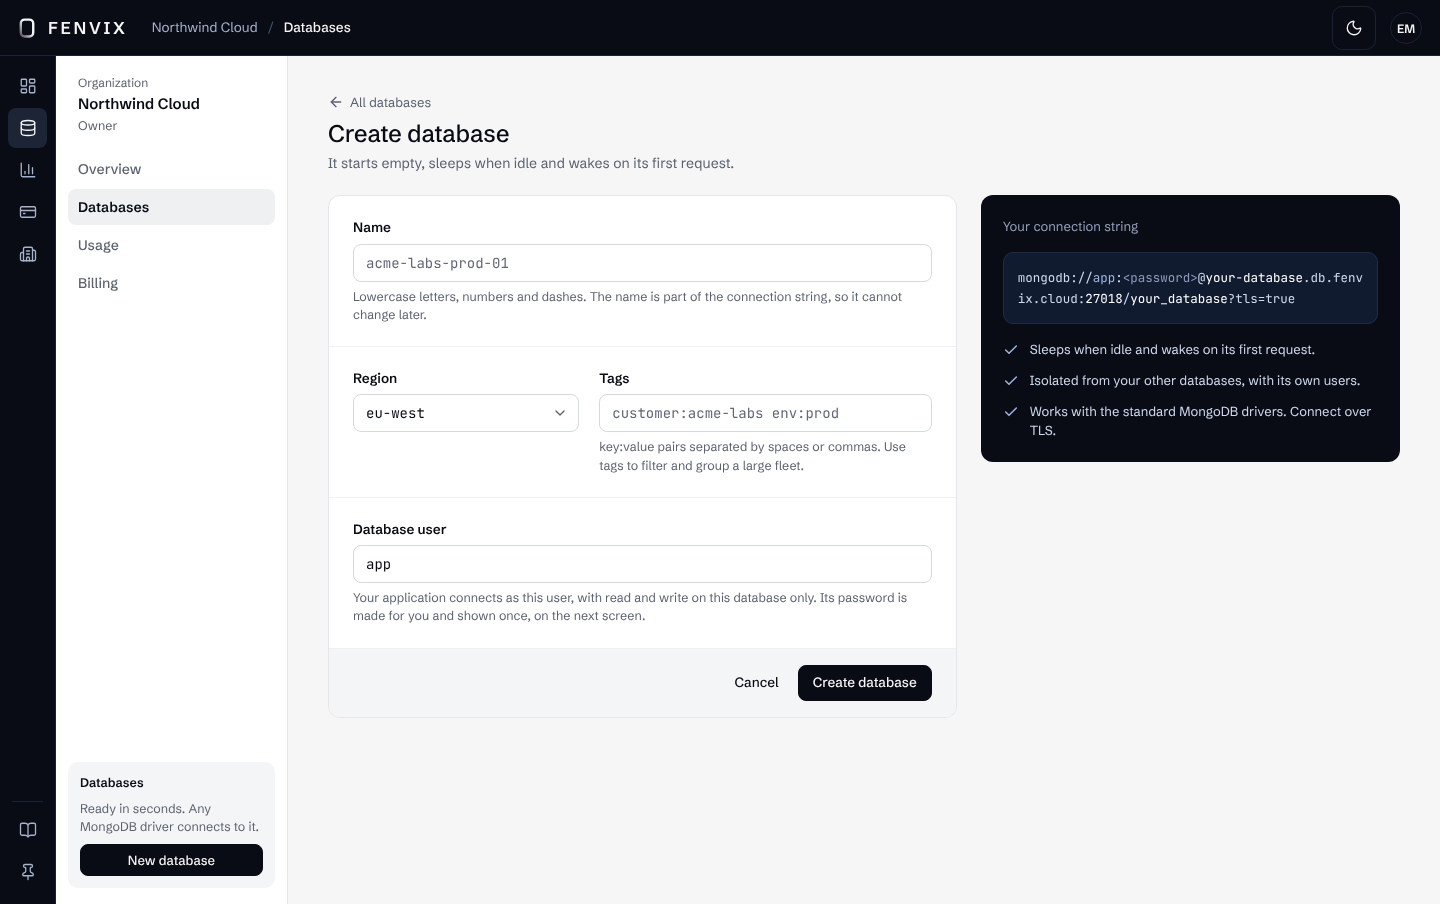 FENVIX
Northwind Cloud / Databases
EM
Organization
Northwind Cloud
Owner
Overview
Databases
Usage
Billing
Databases
Ready in seconds. Any
MongoDB driver connects to it.
New database
All databases
Create database
It starts empty, sleeps when idle and wakes on its first request.
Name
acme-labs-prod-01
Lowercase letters, numbers and dashes. The name is part of the connection string, so it cannot
change later.
Region
eu-west
Tags
customer:acme-labs env:prod
key:value pairs separated by spaces or commas. Use
tags to filter and group a large fleet.
Database user
app
Your application connects as this user, with read and write on this database only. Its password is
made for you and shown once, on the next screen.
Cancel
Create database
Your connection string
mongodb://app:<password>@your-database.db.fenv
ix.cloud:27018/your_database?tls=true
Sleeps when idle and wakes on its first request.
Isolated from your other databases, with its own users.
Works with the standard MongoDB drivers. Connect over
TLS.